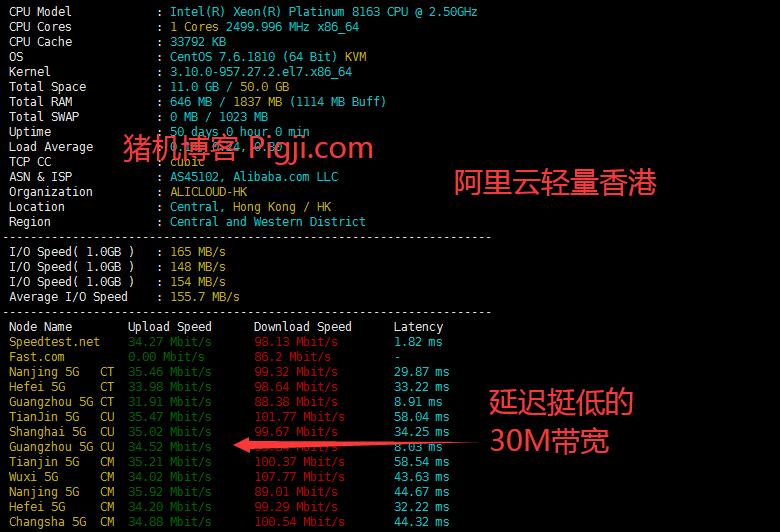 CPU Model : Intel(R) Xeon(R) Platinum 8163 CPU @ 2.50GHz
CPU Cores : 1 Cores 2499.996 MHz x86_64
CPU Cache : 33792 KB
OS : CentOS 7.6.1810 (64 Bit) KVM
Kernel : 3.10.0-957.27.2.el7.x86_64
Total Space : 11.0 GB / 50.0 GB
Total RAM : 646 MB / 1837 MB (1114 MB Buff)
Total SWAP : 0 MB / 1023 MB
Uptime : 50 days 0 hour 0 min
Load Average :
猪机博客 Pigji.com
TCP CC : cubic
阿里云轻量香港
ASN & ISP : AS45102, Alibaba.com LLC
Organization : ALICLOUD-HK
Location : Central, Hong Kong / HK
Region : Central and Western District
----------------------------------------------------------------------
I/O Speed( 1.0GB ) : 165 MB/s
I/O Speed( 1.0GB ) : 148 MB/s
I/O Speed( 1.0GB ) : 154 MB/s
Average I/O Speed : 155.7 MB/s
----------------------------------------------------------------------
Node Name Upload Speed Download Speed Latency
Speedtest.net 34.27 Mbit/s 98.13 Mbit/s 1.82 ms
Fast.com 0.00 Mbit/s 86.2 Mbit/s -
Nanjing 5G CT 35.46 Mbit/s 99.32 Mbit/s 29.87 ms
Hefei 5G CT 33.98 Mbit/s 98.64 Mbit/s 33.22 ms
Guangzhou 5G CT 31.91 Mbit/s 88.38 Mbit/s 8.91 ms
TianJin 5G CU 35.47 Mbit/s 101.77 Mbit/s 58.04 ms
Shanghai 5G CU 35.02 Mbit/s 99.67 Mbit/s 34.25 ms
Guangzhou 5G CU 34.52 Mbit/s Mbit/s 8.03 ms
Tianjin 5G CM 35.21 Mbit/s 100.37 Mbit/s 58.54 ms
Wuxi 5G CM 34.02 Mbit/s 107.77 Mbit/s 43.63 ms
Nanjing 5G CM 35.92 Mbit/s 89.01 Mbit/s 44.67 ms
Hefei 5G CM 34.20 Mbit/s 99.29 Mbit/s 32.22 ms
Changsha 5G CM 34.88 Mbit/s 100.54 Mbit/s 44.32 ms
延迟挺低的
30M带宽